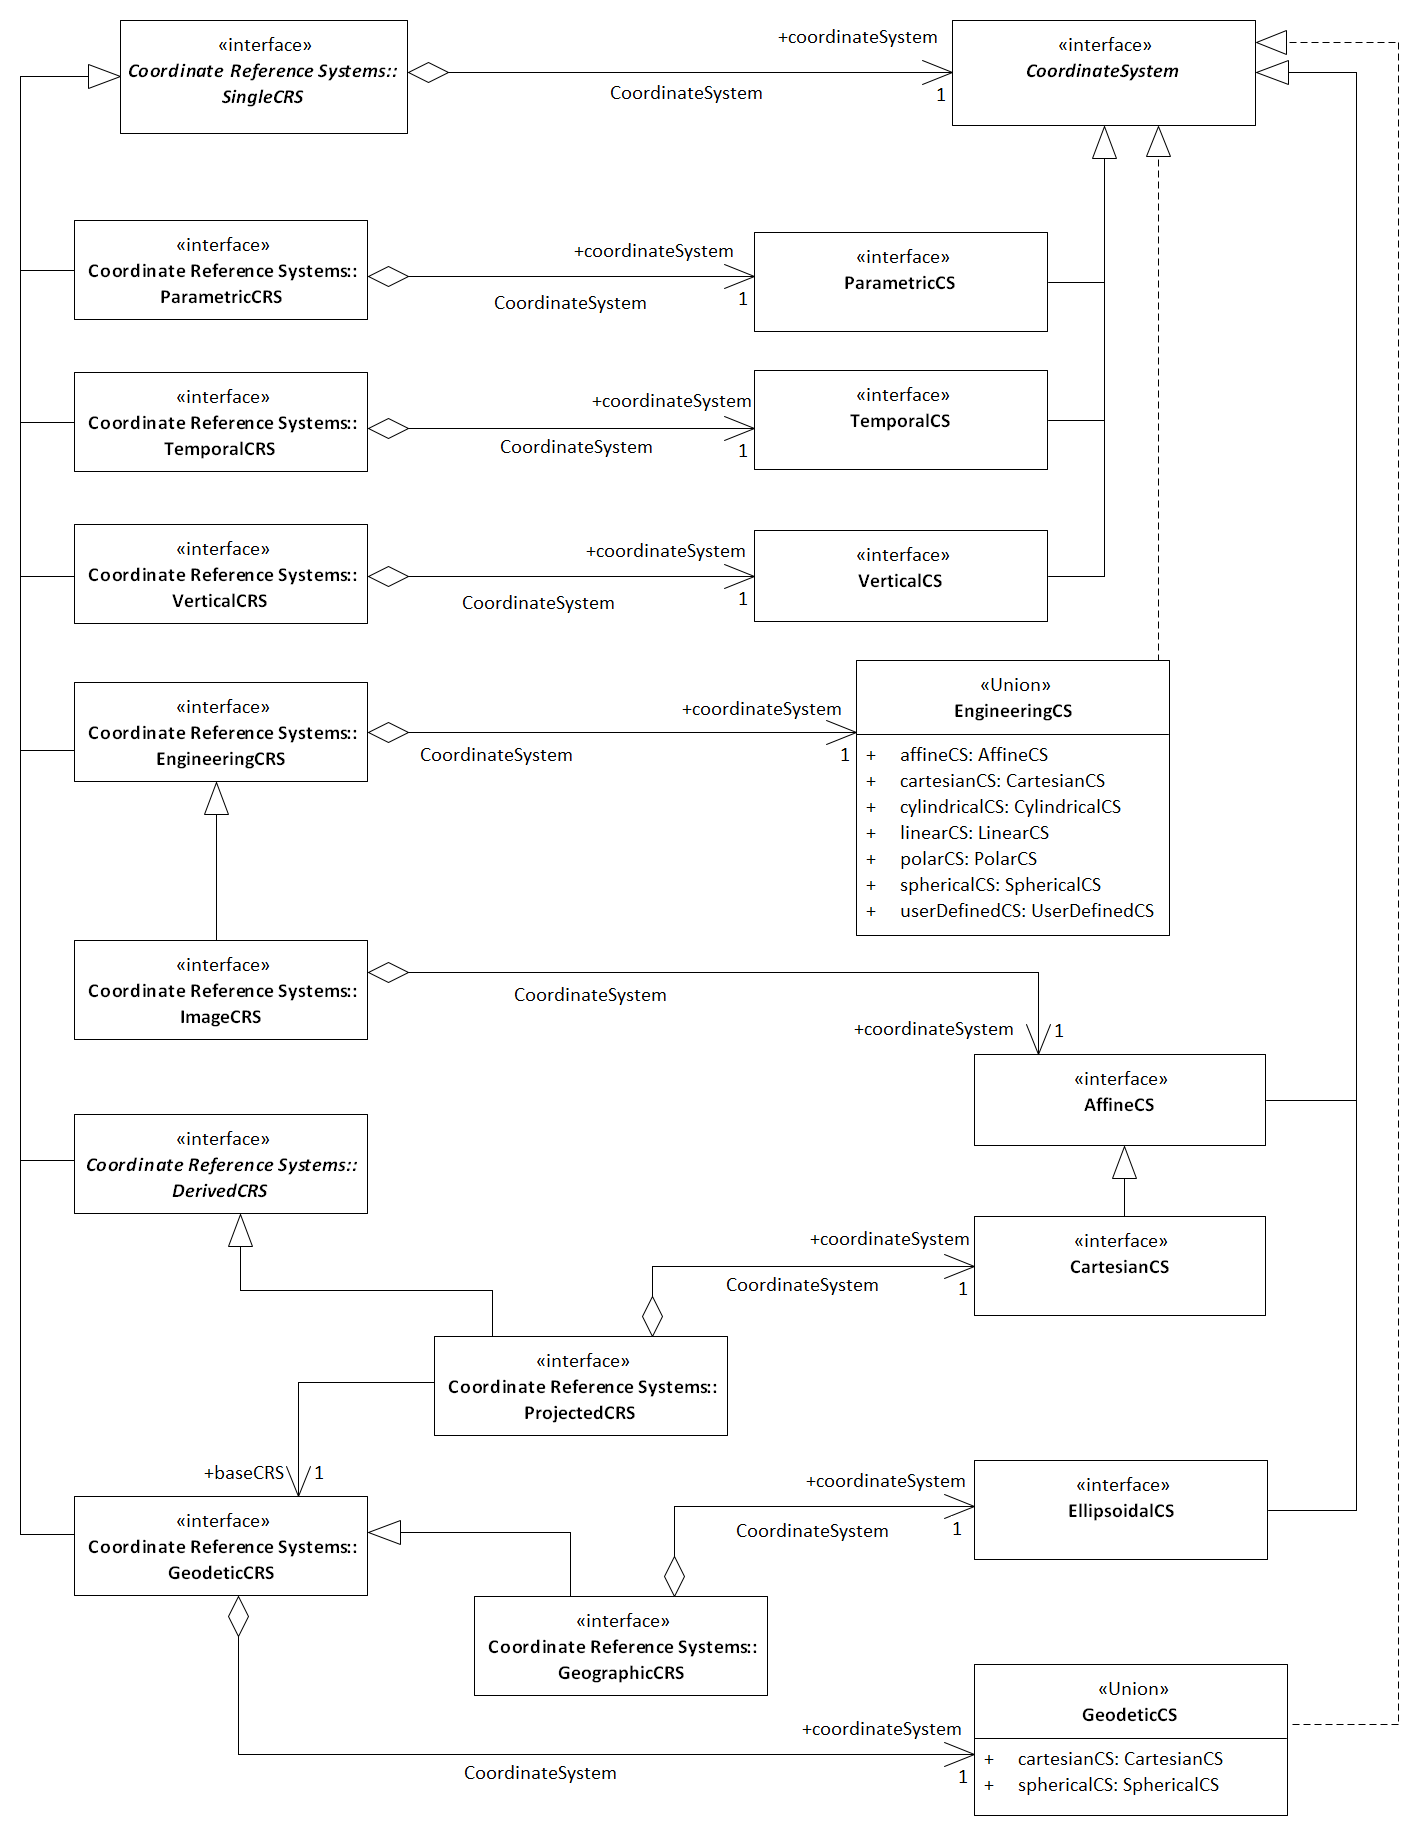 «interface»
Coordinate Reference Systems::
SingleCRS
+coordinateSystem
CoordinateSystem
1
«interface»
CoordinateSystem
«interface»
Coordinate Reference Systems::
ParametricCRS
+coordinateSystem
CoordinateSystem
1
«interface»
ParametricCS
«interface»
Coordinate Reference Systems::
TemporalCRS
+coordinateSystem
CoordinateSystem
1
«interface»
TemporalCS
«interface»
Coordinate Reference Systems::
VerticalCRS
+coordinateSystem
CoordinateSystem
1
«interface»
VerticalCS
«interface»
Coordinate Reference Systems::
EngineeringCRS
+coordinateSystem
CoordinateSystem
1
«Union»
EngineeringCS
+ affineCS: AffineCS
+ cartesianCS: CartesianCS
+ cylindricalCS: CylindricalCS
+ linearCS: LinearCS
+ polarCS: PolarCS
+ sphericalCS: SphericalCS
+ userDefinedCS: UserDefinedCS
«interface»
Coordinate Reference Systems::
ImageCRS
CoordinateSystem
+coordinateSystem
1
«interface»
AffineCS
«interface»
Coordinate Reference Systems::
DerivedCRS
+coordinateSystem
CoordinateSystem
1
«interface»
CartesianCS
«interface»
Coordinate Reference Systems::
ProjectedCRS
+baseCRS
1
«interface»
Coordinate Reference Systems::
GeodeticCRS
+coordinateSystem
CoordinateSystem
1
«interface»
EllipsoidalCS
«interface»
Coordinate Reference Systems::
GeographicCRS
+coordinateSystem
CoordinateSystem
1
«Union»
GeodeticCS
+ cartesianCS: CartesianCS
+ sphericalCS: SphericalCS